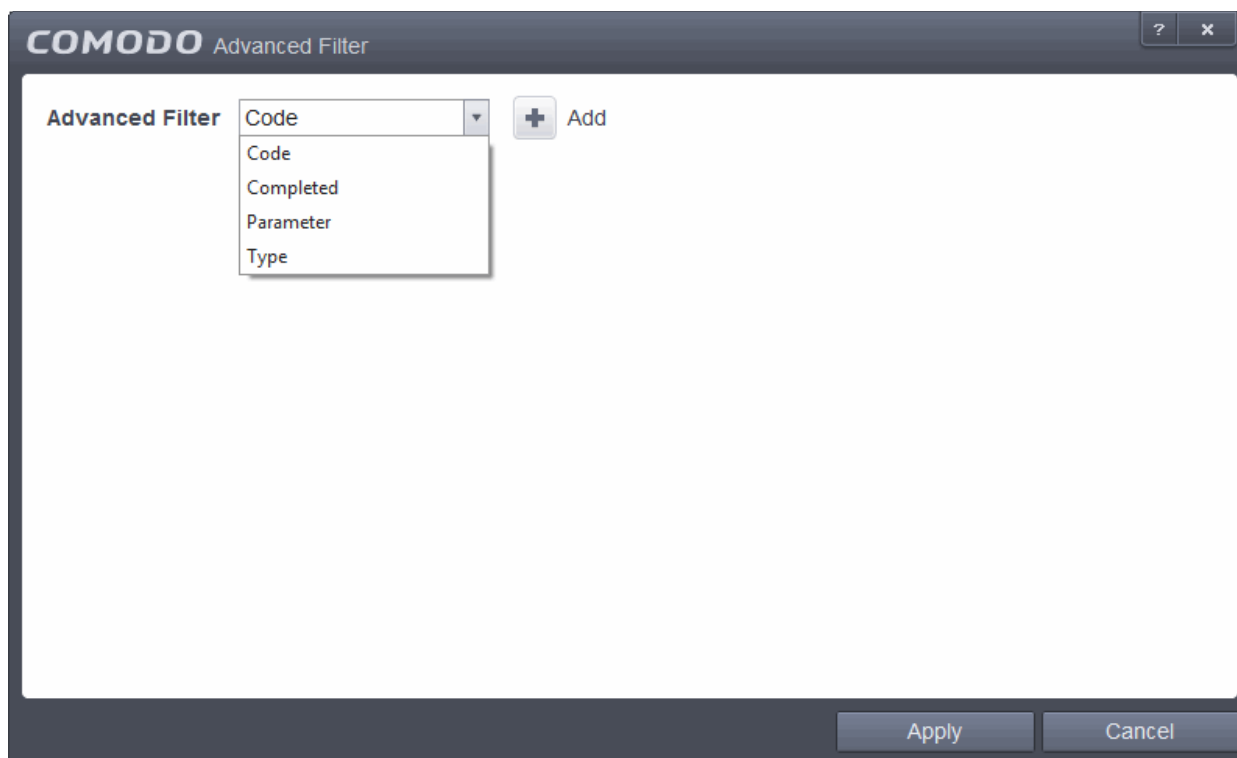 COMODO Advanced Filter ? x
Advanced Filter Code + Add
Code
Completed
Parameter
Type
Apply Cancel